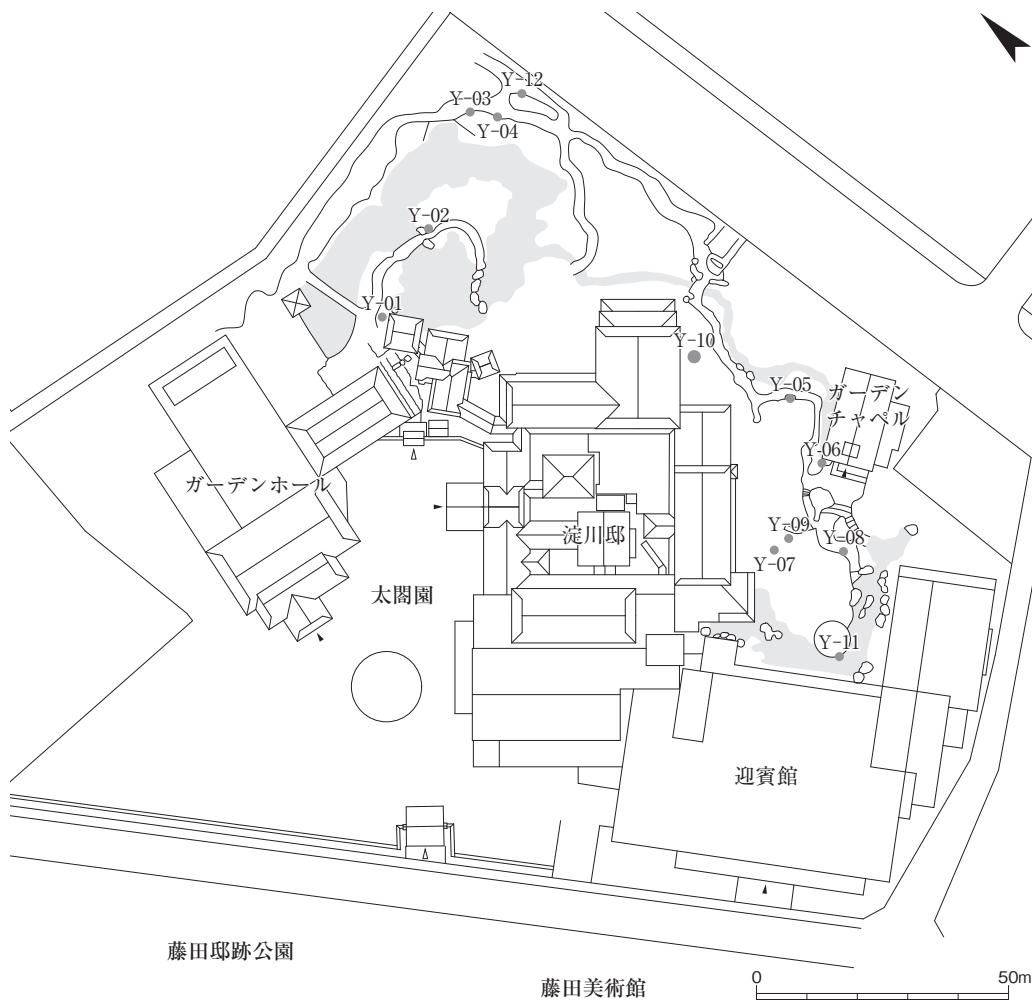 Y-12
Y-03
Y-04
Y-02
Y-01
Y-10
Y-05
ガーデン
チャペル
Y-06
ガーデンホール
淀川邸
Y-09
Y-08
Y-07
太閤園
Y-11
迎賓館
藤田邸跡公園
藤田美術館
0
50m